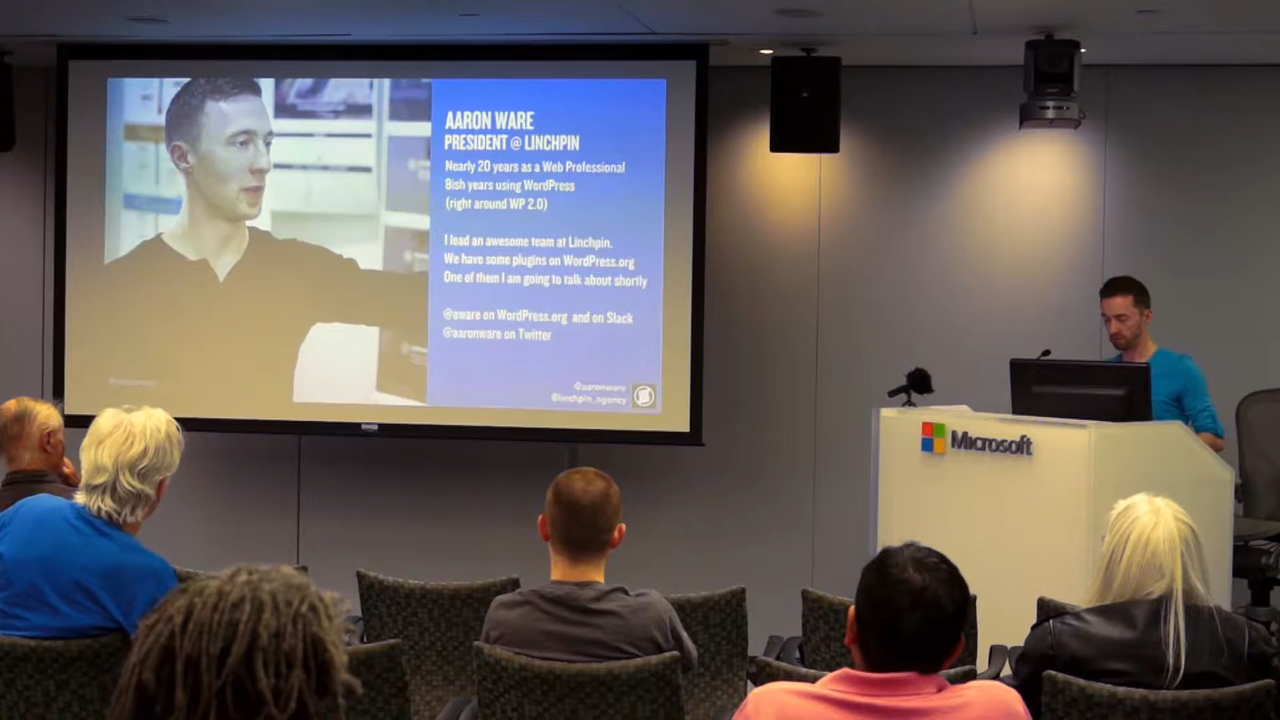 AARON WARE
PRESIDENT @ LINCHPIN
Nearly 20 years as a Web Professional
8ish years using WordPress
(right around WP 2.0)
I lead an awesome team at Linchpin.
We have some plugins on WordPress.org
One of them I am going to talk about shortly
@aware on WordPress.org and on Slack
@aaronware on Twitter
@aaronware
@linchpin_agency
Microsoft